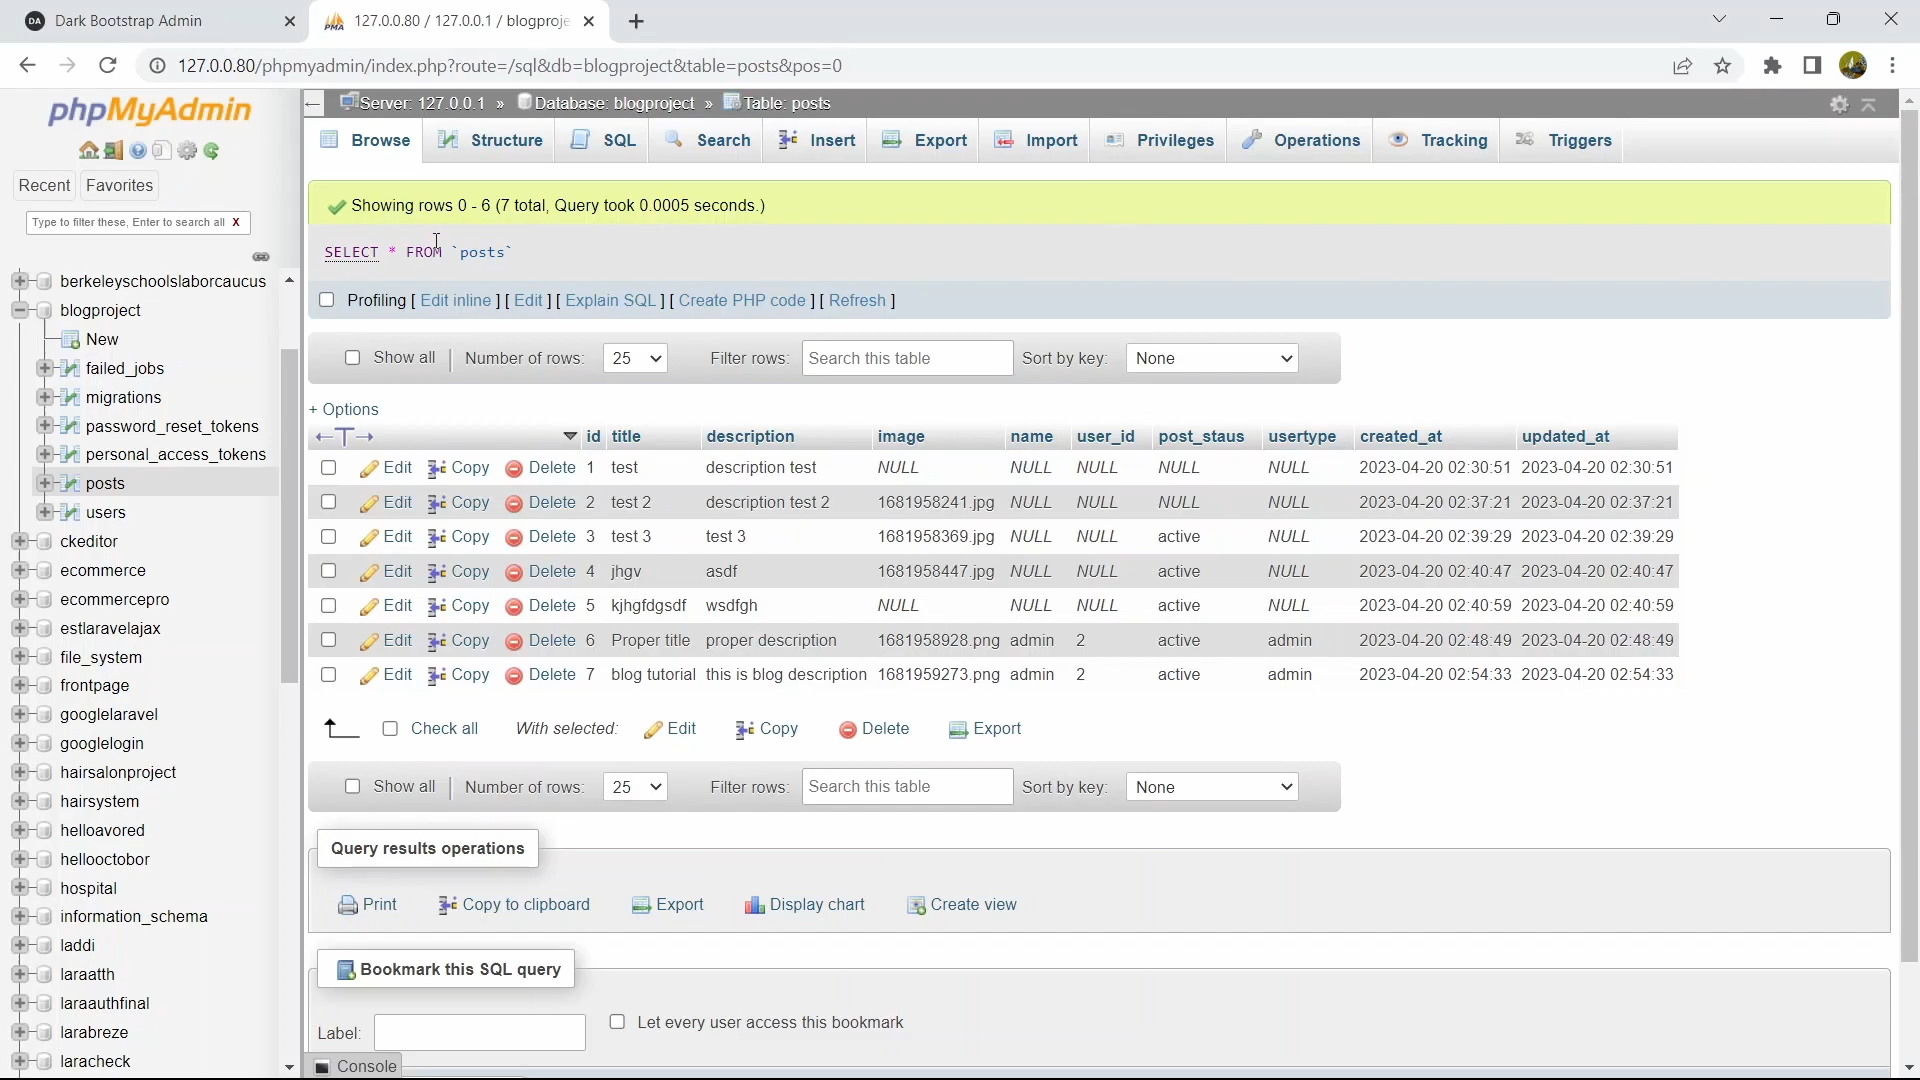 DA Dark Bootstrap Admin
PMA 127.0.0.80 / 127.0.0.1 / blogproje
127.0.0.80/phpmyadmin/index.php?route=/sql&db=blogproject&table=posts&pos=0
phpMyAdmin
Recent Favorites
Type to filter these, Enter to search all X
berkeleyschoolslaborcaucus
blogproject
New
failed_jobs
migrations
password_reset_tokens
personal_access_tokens
posts
users
ckeditor
ecommerce
ecommercepro
estlaravelajax
file_system
frontpage
googlelaravel
googlelogin
hairsalonproject
hairsystem
helloavored
hellooctobor
hospital
information_schema
laddi
laraatth
laraauthfinal
larabreze
laracheck
Server: 127.0.0.1 » Database: blogproject » Table: posts
Browse Structure SQL Search Insert Export Import Privileges Operations Tracking Triggers
Showing rows 0 - 6 (7 total, Query took 0.0005 seconds.)
SELECT * FROM `posts`
Profiling [ Edit inline ] [ Edit ] [ Explain SQL ] [ Create PHP code ] [ Refresh ]
Show all | Number of rows: 25 Filter rows: Search this table Sort by key: None
+ Options
←T→ id title description image name user_id post_staus usertype created_at updated_at
Edit Copy Delete 1 test description test NULL NULL NULL NULL NULL 2023-04-20 02:30:51 2023-04-20 02:30:51
Edit Copy Delete 2 test 2 description test 2 1681958241.jpg NULL NULL NULL NULL 2023-04-20 02:37:21 2023-04-20 02:37:21
Edit Copy Delete 3 test 3 test 3 1681958369.jpg NULL NULL active NULL 2023-04-20 02:39:29 2023-04-20 02:39:29
Edit Copy Delete 4 jhgv asdf 1681958447.jpg NULL NULL active NULL 2023-04-20 02:40:47 2023-04-20 02:40:47
Edit Copy Delete 5 kjhgfdgsdf wsdfgh NULL NULL NULL active NULL 2023-04-20 02:40:59 2023-04-20 02:40:59
Edit Copy Delete 6 Proper title proper description 1681958928.png admin 2 active admin 2023-04-20 02:48:49 2023-04-20 02:48:49
Edit Copy Delete 7 blog tutorial this is blog description 1681959273.png admin 2 active admin 2023-04-20 02:54:33 2023-04-20 02:54:33
Check all With selected: Edit Copy Delete Export
Show all | Number of rows: 25 Filter rows: Search this table Sort by key: None
Query results operations
Print Copy to clipboard Export Display chart Create view
Bookmark this SQL query
Label: Let every user access this bookmark
Console